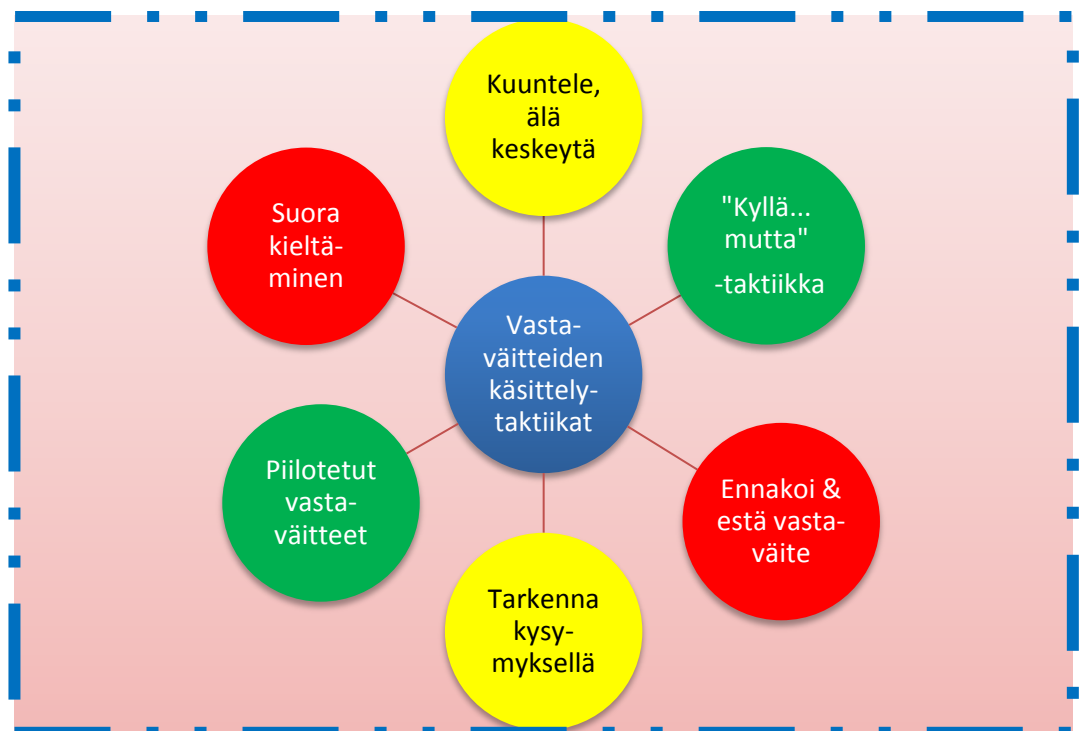 Kuuntele,
älä
keskeytä
"Kyllä...
mutta"
-taktiikka
Ennakoi &
estä vasta-
väite
Tarkenna
kysy-
myksellä
Piilotetut
vasta-
väitteet
Suora
kieltä-
minen
Vasta-
väitteiden
käsittely-
taktiikat